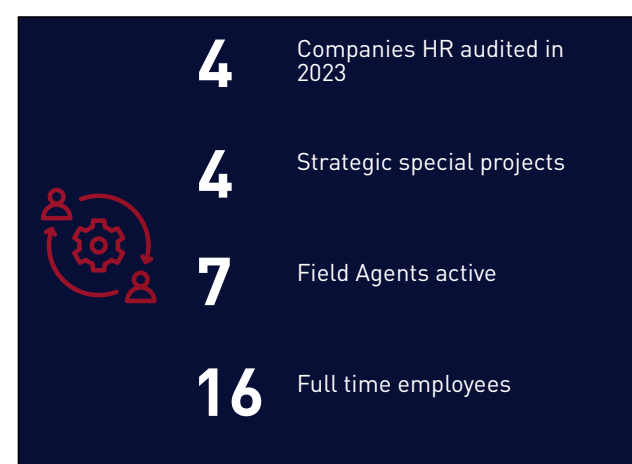 4
Companies HR audited in
2023
4
Strategic special projects
7
Field Agents active
16
Full time employees